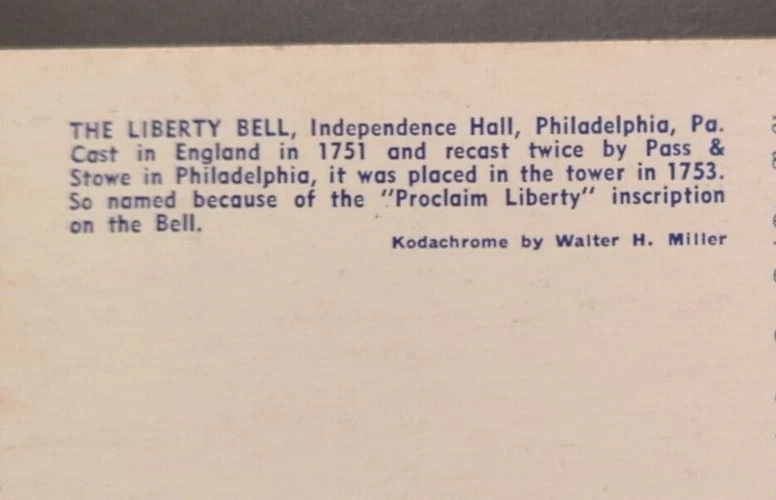 THE LIBERTY BELL, Independence Hall, Philadelphia, Pa.
Cast in England in 1751 and recast twice by Pass &
Stowe in Philadelphia, it was placed in the tower in 1753.
So named because of the "Proclaim Liberty" inscription
on the Bell.
Kodachrome by Walter H. Miller